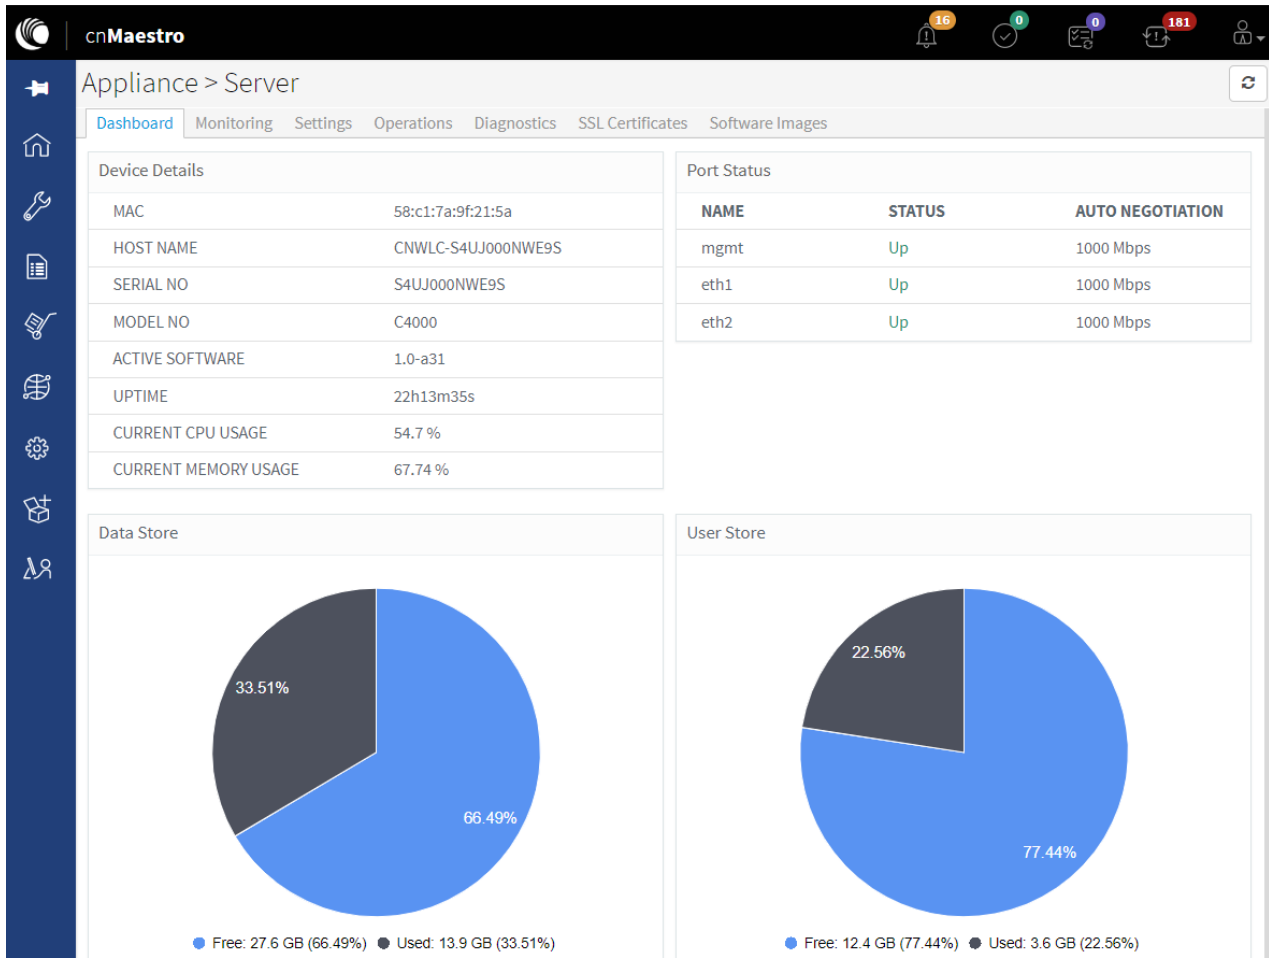 cnMaestro
16
0
0
181
Appliance > Server
Dashboard Monitoring Settings Operations Diagnostics SSL Certificates Software Images
Device Details
MAC 58:c1:7a:9f:21:5a
HOST NAME CNWLC-S4UJ000NWE9S
SERIAL NO S4UJ000NWE9S
MODEL NO C4000
ACTIVE SOFTWARE 1.0-a31
UPTIME 22h13m35s
CURRENT CPU USAGE 54.7 %
CURRENT MEMORY USAGE 67.74 %
Port Status
NAME STATUS AUTO NEGOTIATION
mgmt Up 1000 Mbps
eth1 Up 1000 Mbps
eth2 Up 1000 Mbps
Data Store
33.51%
66.49%
Free: 27.6 GB (66.49%) Used: 13.9 GB (33.51%)
User Store
22.56%
77.44%
Free: 12.4 GB (77.44%) Used: 3.6 GB (22.56%)